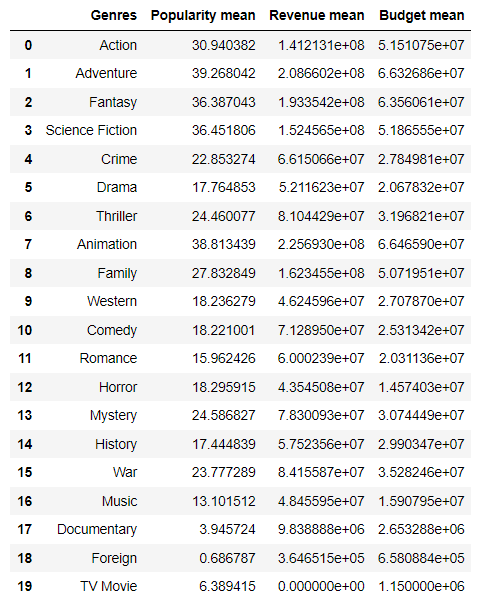 Genres Popularity mean Revenue mean Budget mean
0 Action 30.940382 1.412131e+08 5.151075e+07
1 Adventure 39.268042 2.086602e+08 6.632686e+07
2 Fantasy 36.387043 1.933542e+08 6.356061e+07
3 Science Fiction 36.451806 1.524565e+08 5.186555e+07
4 Crime 22.853274 6.615066e+07 2.784981e+07
5 Drama 17.764853 5.211623e+07 2.067832e+07
6 Thriller 24.460077 8.104429e+07 3.196821e+07
7 Animation 38.813439 2.256930e+08 6.646590e+07
8 Family 27.832849 1.623455e+08 5.071951e+07
9 Western 18.236279 4.624596e+07 2.707870e+07
10 Comedy 18.221001 7.128950e+07 2.531342e+07
11 Romance 15.962426 6.000239e+07 2.031136e+07
12 Horror 18.295915 4.354508e+07 1.457403e+07
13 Mystery 24.586827 7.830093e+07 3.074449e+07
14 History 17.444839 5.752356e+07 2.990347e+07
15 War 23.777289 8.415587e+07 3.528246e+07
16 Music 13.101512 4.845595e+07 1.590795e+07
17 Documentary 3.945724 9.838888e+06 2.653288e+06
18 Foreign 0.686787 3.646515e+05 6.580884e+05
19 TV Movie 6.389415 0.000000e+00 1.150000e+06